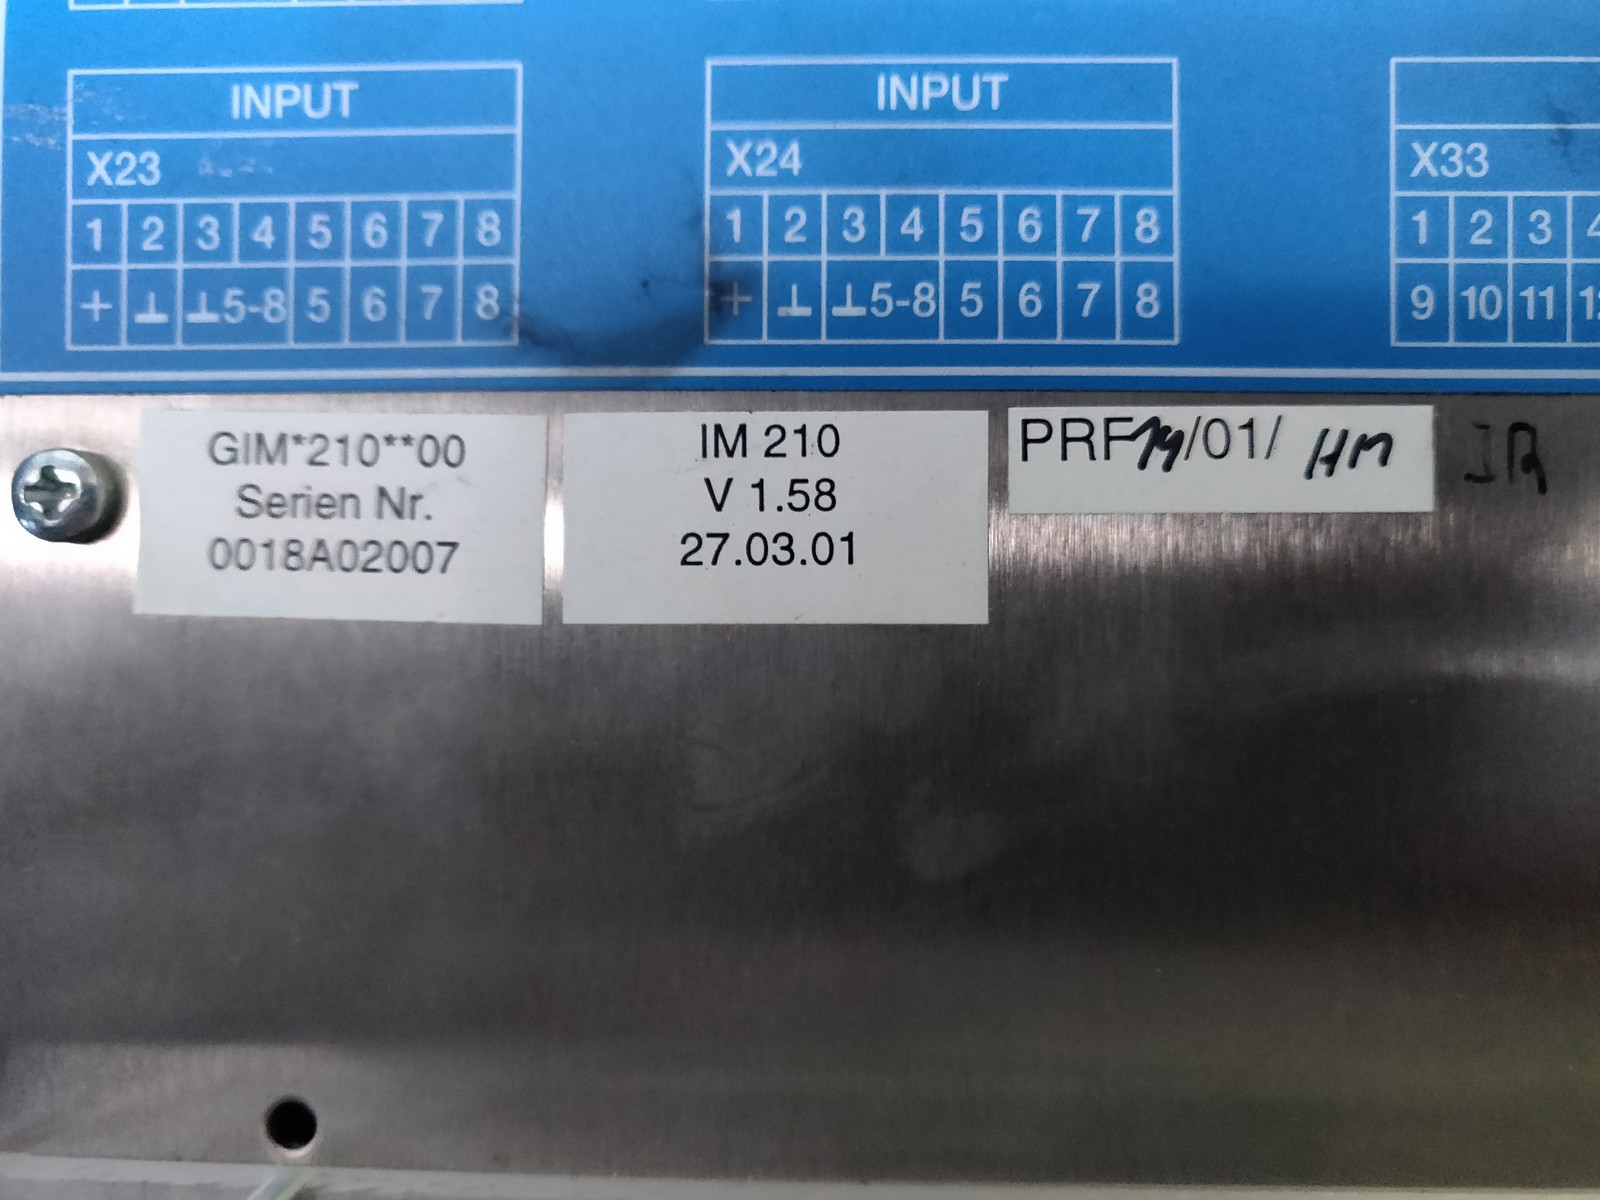 INPUT
X23
1 2 3 4 5 6 7 8
+ ⊥ ⊥5-8 5 6 7 8
INPUT
X24
1 2 3 4 5 6 7 8
+ ⊥ ⊥5-8 5 6 7 8
X33
1 2 3 4
9 10 11
GIM*210**00
Serien Nr.
0018A02007
IM 210
V 1.58
27.03.01
PRF14/01/ HM